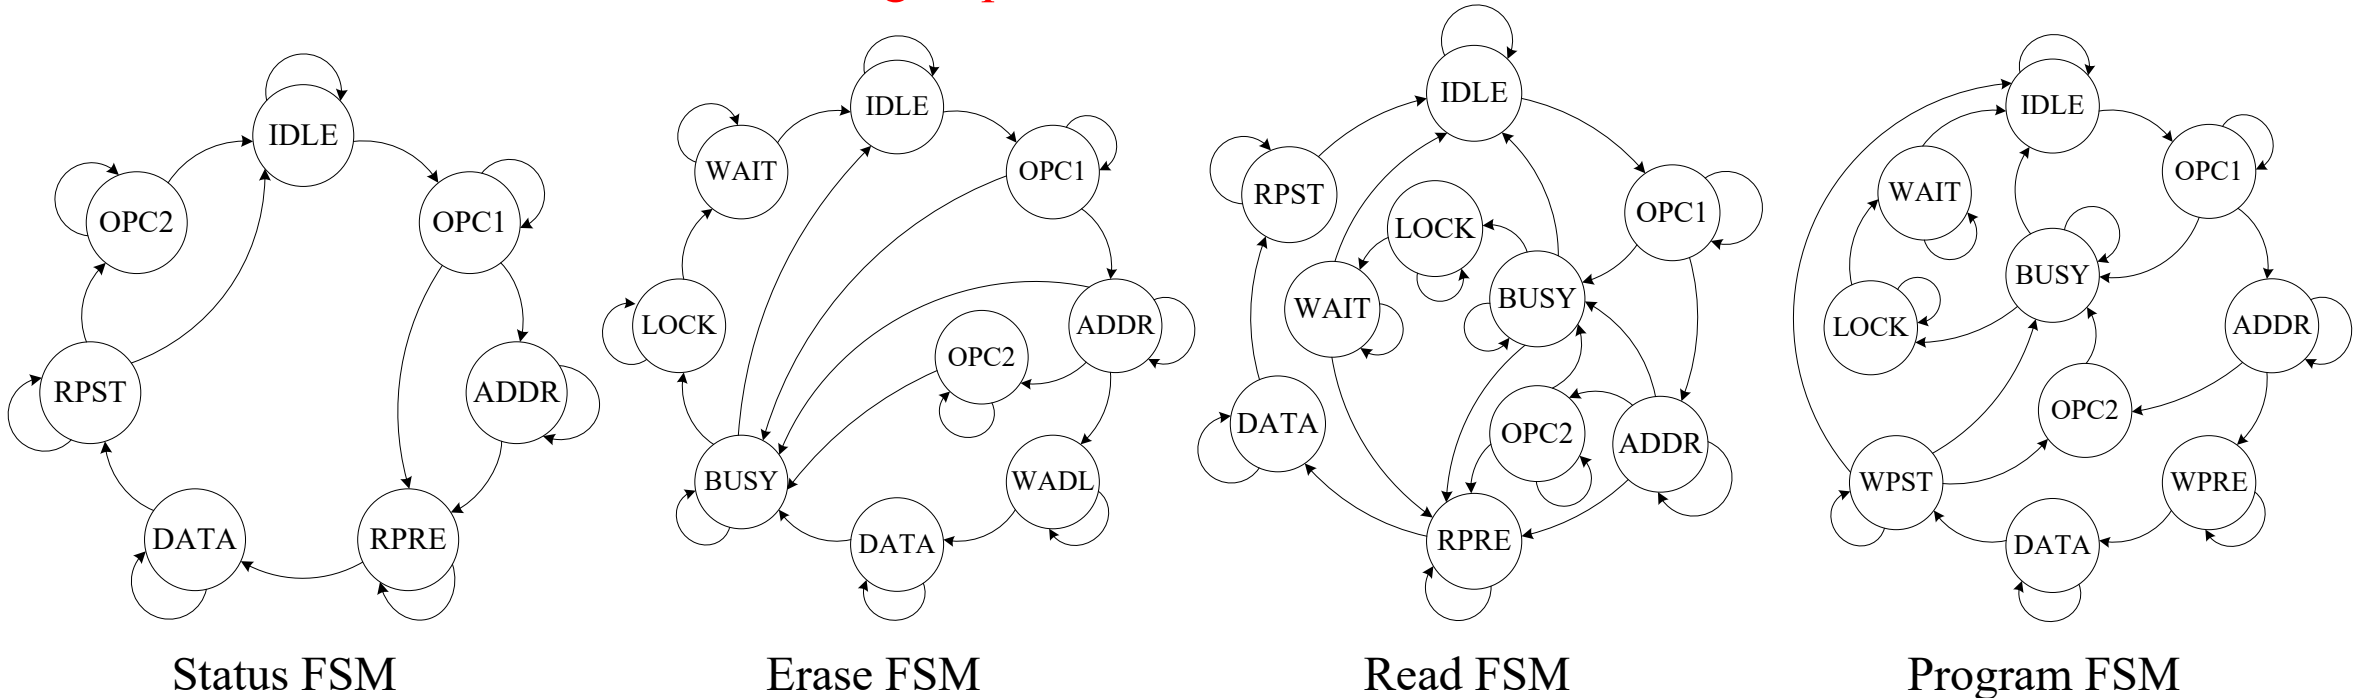 IDLE
OPC2
OPC1
RPST
ADDR
DATA
RPRE
Status FSM
IDLE
WAIT
OPC1
LOCK
ADDR
OPC2
BUSY
WADL
DATA
Erase FSM
IDLE
RPST
OPC1
LOCK
WAIT
BUSY
DATA
OPC2
ADDR
RPRE
Read FSM
IDLE
WAIT
OPC1
BUSY
LOCK
ADDR
OPC2
WPST
WPRE
DATA
Program FSM